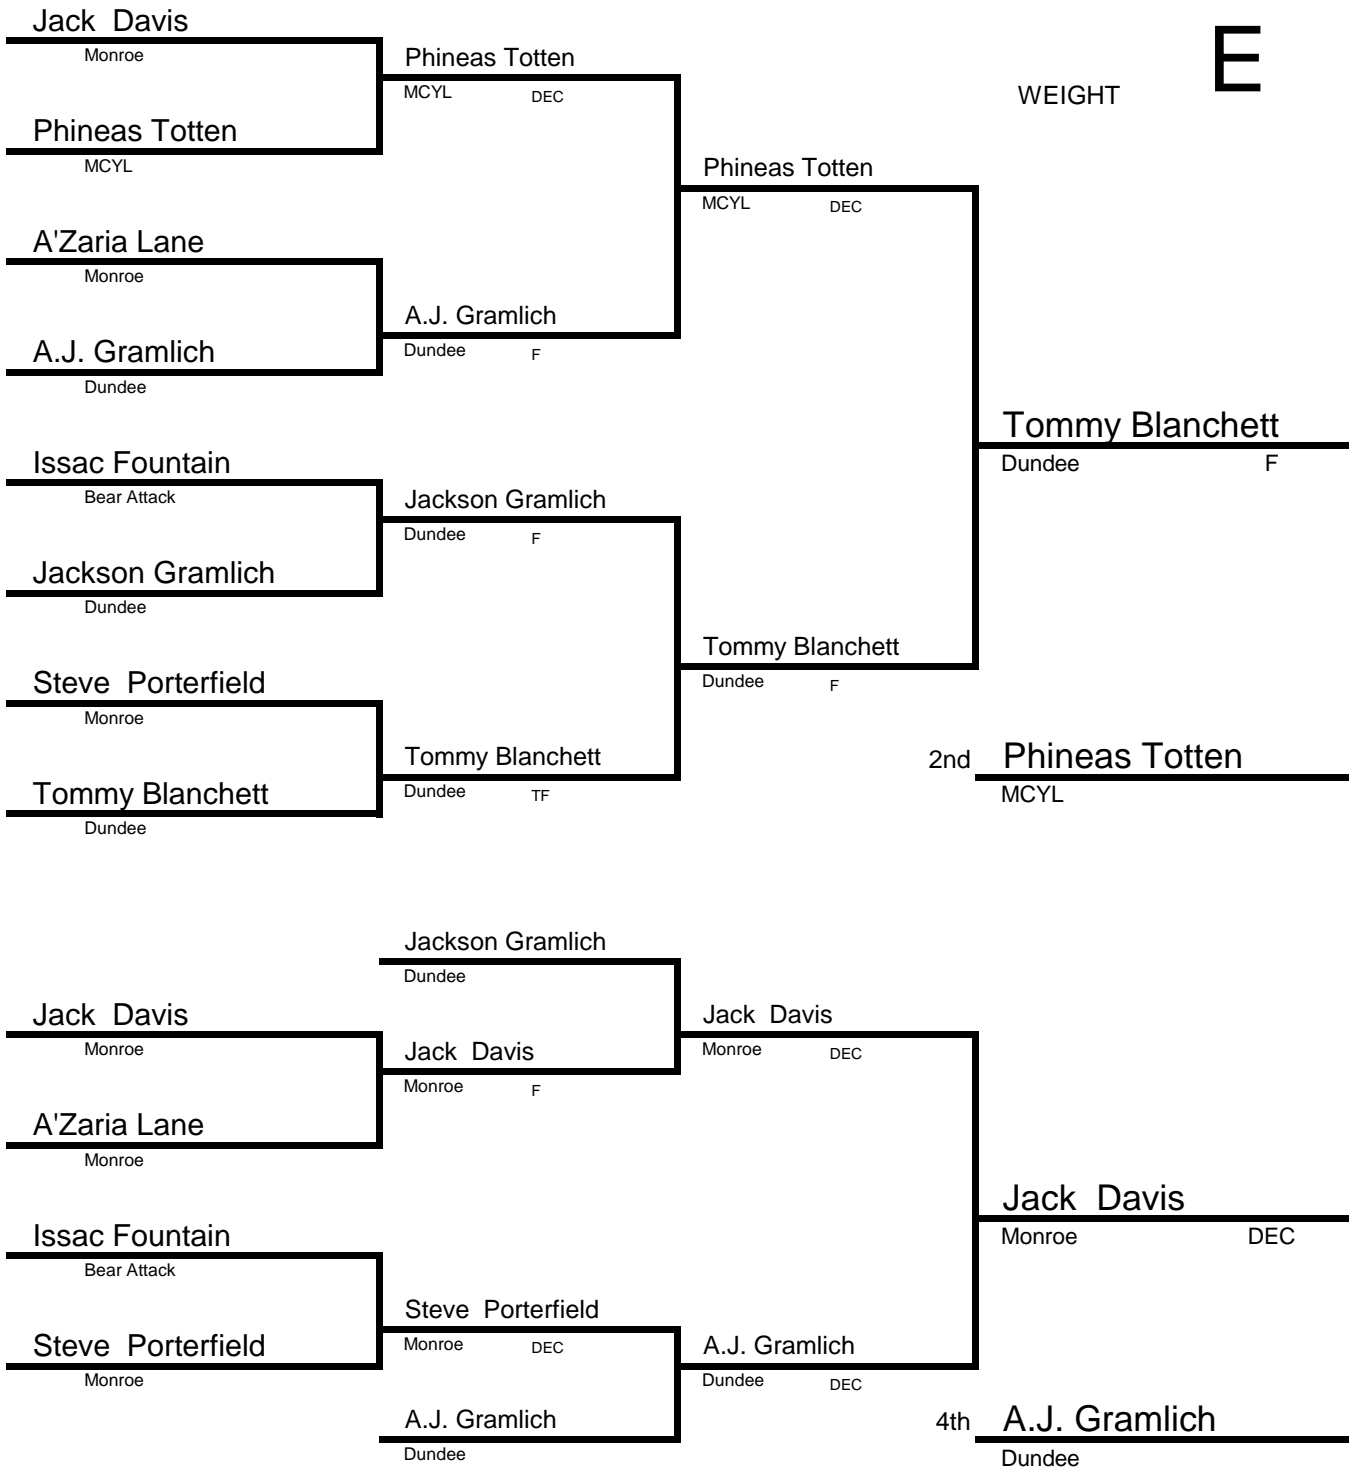 Jack  Davis
Monroe
Phineas Totten
MCYL DEC
E
WEIGHT
Phineas Totten
MCYL
Phineas Totten
MCYL DEC
A'Zaria Lane
Monroe
A.J. Gramlich
Dundee F
A.J. Gramlich
Dundee
Tommy Blanchett
Dundee F
Issac Fountain
Bear Attack
Jackson Gramlich
Dundee F
Jackson Gramlich
Dundee
Tommy Blanchett
Dundee F
Steve  Porterfield
Monroe
Tommy Blanchett
Dundee TF
2nd Phineas Totten
MCYL
Tommy Blanchett
Dundee
Jackson Gramlich
Dundee
Jack  Davis
Monroe
Jack  Davis
Monroe DEC
Jack  Davis
Monroe F
A'Zaria Lane
Monroe
Jack  Davis
Monroe DEC
Issac Fountain
Bear Attack
Steve  Porterfield
Monroe DEC
Steve  Porterfield
Monroe
A.J. Gramlich
Dundee DEC
A.J. Gramlich
Dundee
4th A.J. Gramlich
Dundee